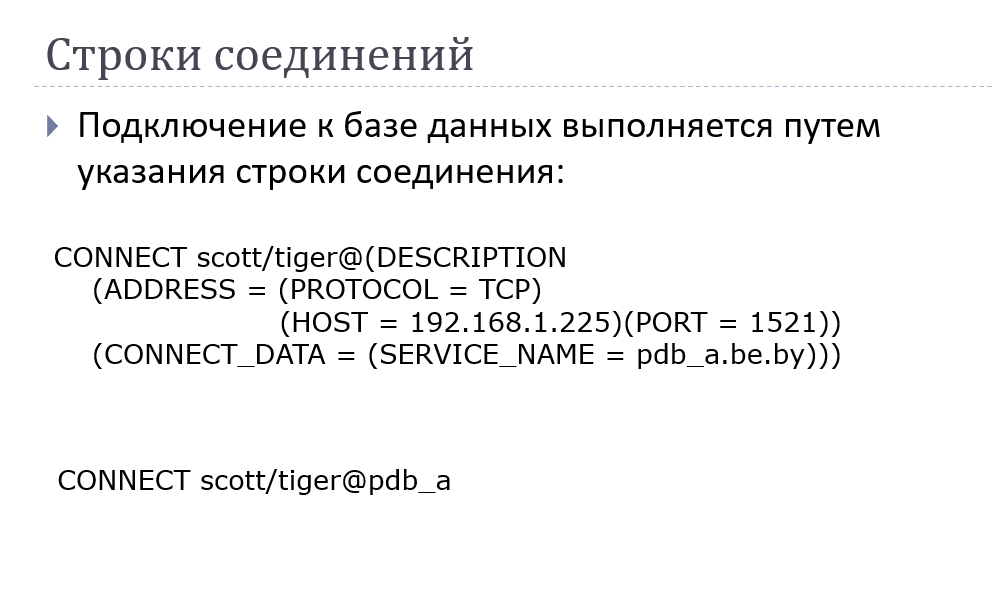 Строки соединений
Подключение к базе данных выполняется путем
указания строки соединения:
CONNECT scott/tiger@(DESCRIPTION
(ADDRESS = (PROTOCOL = TCP)
(HOST = 192.168.1.225)(PORT = 1521))
(CONNECT_DATA = (SERVICE_NAME = pdb_a.be.by)))
CONNECT scott/tiger@pdb_a